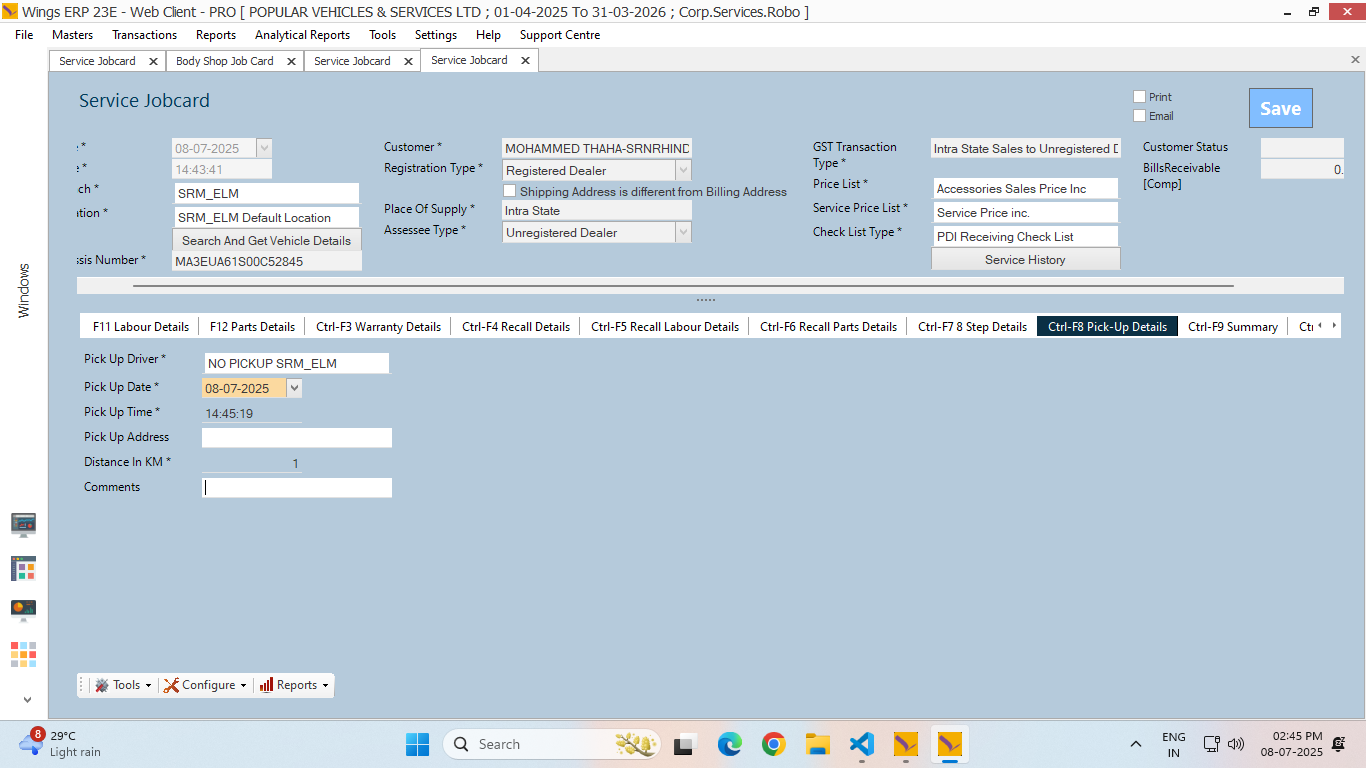 Wings ERP 23E - Web Client - PRO [ POPULAR VEHICLES & SERVICES LTD ; 01-04-2025 To 31-03-2026 ; Corp.Services.Robo ]
File Masters Transactions Reports Analytical Reports Tools Settings Help Support Centre
Service Jobcard Body Shop Job Card Service Jobcard Service Jobcard
Service Jobcard
Print
Email
Save
08-07-2025
14:43:41
SRM_ELM
SRM_ELM Default Location
Search And Get Vehicle Details
ssis Number *
MA3EUA61S00C52845
Customer *
MOHAMMED THAHA-SRNRHIND
Registration Type *
Registered Dealer
Shipping Address is different from Billing Address
Place Of Supply *
Intra State
Assessee Type *
Unregistered Dealer
GST Transaction
Type *
Intra State Sales to Unregistered D
Price List *
Accessories Sales Price Inc
Service Price List *
Service Price inc.
Check List Type *
PDI Receiving Check List
Service History
Customer Status
BillsReceivable
[Comp]
0.
Windows
F11 Labour Details F12 Parts Details Ctrl-F3 Warranty Details Ctrl-F4 Recall Details Ctrl-F5 Recall Labour Details Ctrl-F6 Recall Parts Details Ctrl-F7 8 Step Details Ctrl-F8 Pick-Up Details Ctrl-F9 Summary Ct
Pick Up Driver *
NO PICKUP SRM_ELM
Pick Up Date *
08-07-2025
Pick Up Time *
14:45:19
Pick Up Address
Distance In KM *
1
Comments
Tools Configure Reports
8
29°C
Light rain
Search
ENG
IN
02:45 PM
08-07-2025